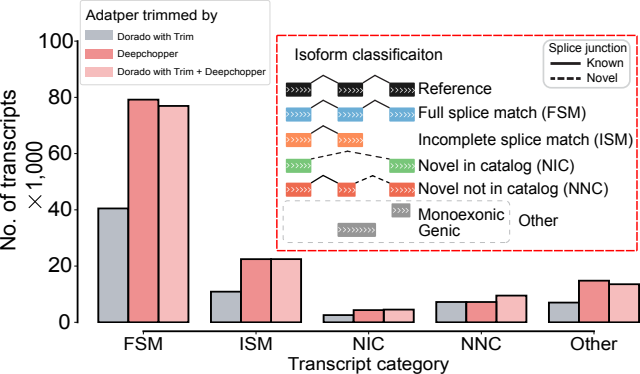 Adatper trimmed by
Dorado with Trim
Deepchopper
Dorado with Trim + Deepchopper
No. of transcripts
×1,000
100
80
60
40
20
0
Isoform classificaiton
Splice junction
Known
Novel
Reference
Full splice match (FSM)
Incomplete splice match (ISM)
Novel in catalog (NIC)
Novel not in catalog (NNC)
Monoexonic
Genic
Other
FSM
ISM
NIC
NNC
Other
Transcript category